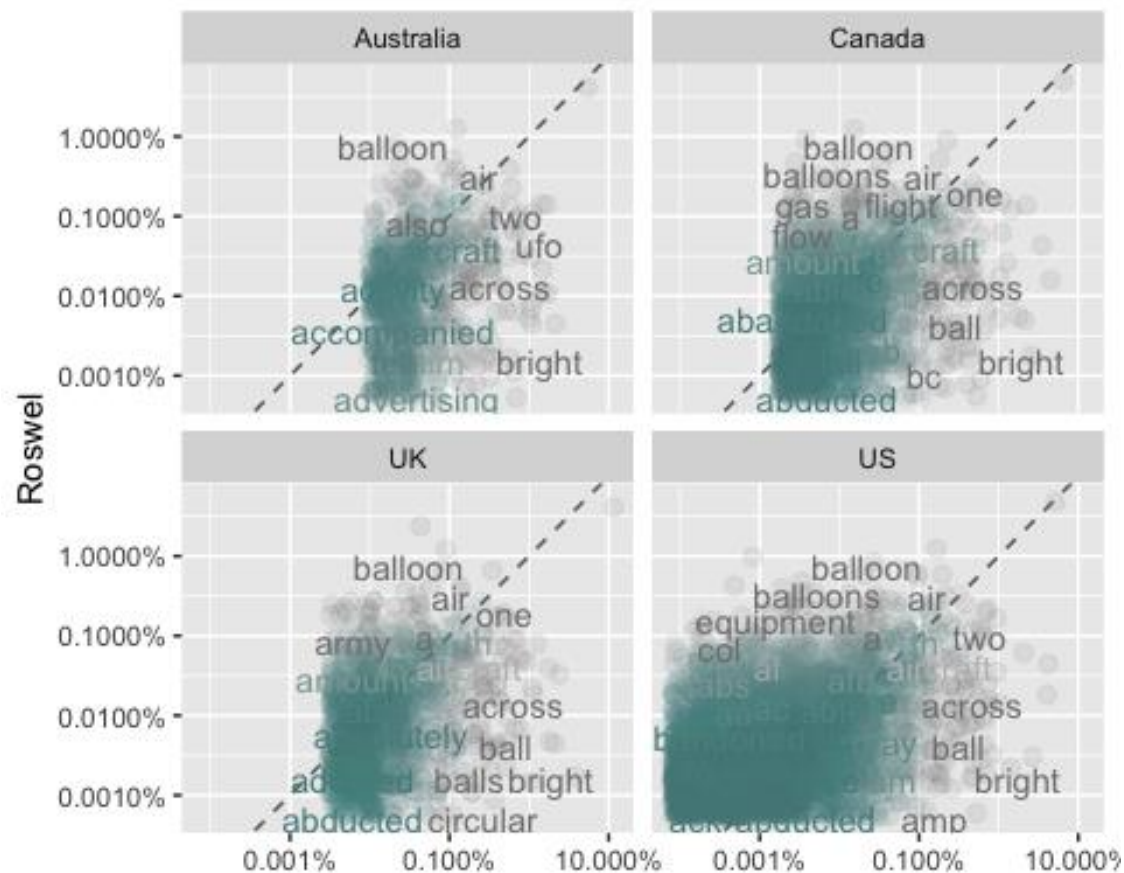 Australia
Canada
Roswel
1.0000%
0.1000%
0.0100%
0.0010%
balloon
air
also
two
ufo
craft
across
accompanied
bright
advertising
balloon
balloons air
one
gas a flight
flow
craft
amount
across
ball
bright
bc
abducted
UK
US
1.0000%
0.1000%
0.0100%
0.0010%
balloon
air
one
army a
amount
across
ball
balls bright
abducted circular
balloon
balloons air
equipment a
two
col
across
ball
bright
abducted amp
0.001% 0.100% 10.000%
0.001% 0.100% 10.000%